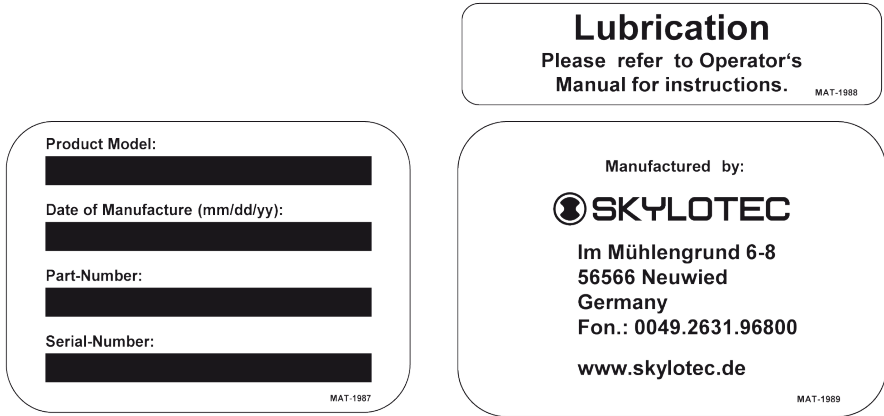 Lubrication
Please refer to Operator‘s
Manual for instructions.
MAT-1988
Product Model:
Date of Manufacture (mm/dd/yy):
Part-Number:
Serial-Number:
MAT-1987
Manufactured by:
SKYLOTEC
Im Mühlengrund 6-8
56566 Neuwied
Germany
Fon.: 0049.2631.96800
www.skylotec.de
MAT-1989